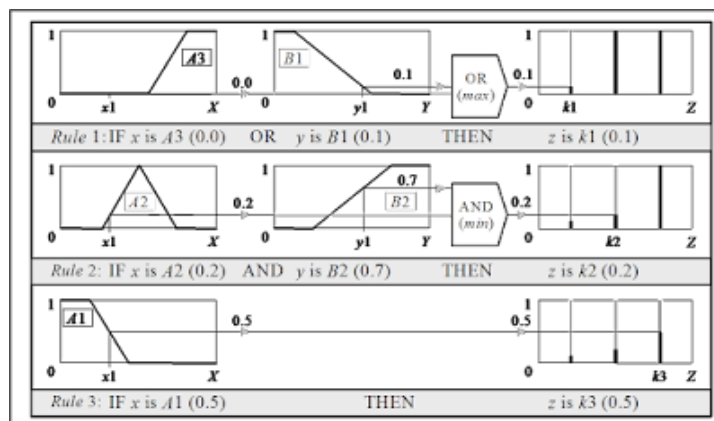 1 A3 1 B1 1
0.0 0.1 OR (max) 0.1
0 x1 X 0 y1 Y 0 k1 Z
Rule 1: IF x is A3 (0.0) OR y is B1 (0.1) THEN z is k1 (0.1)
1 A2 1 0.7 B2 1
0.2 AND (min) 0.2
0 x1 X 0 y1 Y 0 k2 Z
Rule 2: IF x is A2 (0.2) AND y is B2 (0.7) THEN z is k2 (0.2)
1 A1 1
0.5 0.5
0 x1 X 0 k3 Z
Rule 3: IF x is A1 (0.5) THEN z is k3 (0.5)